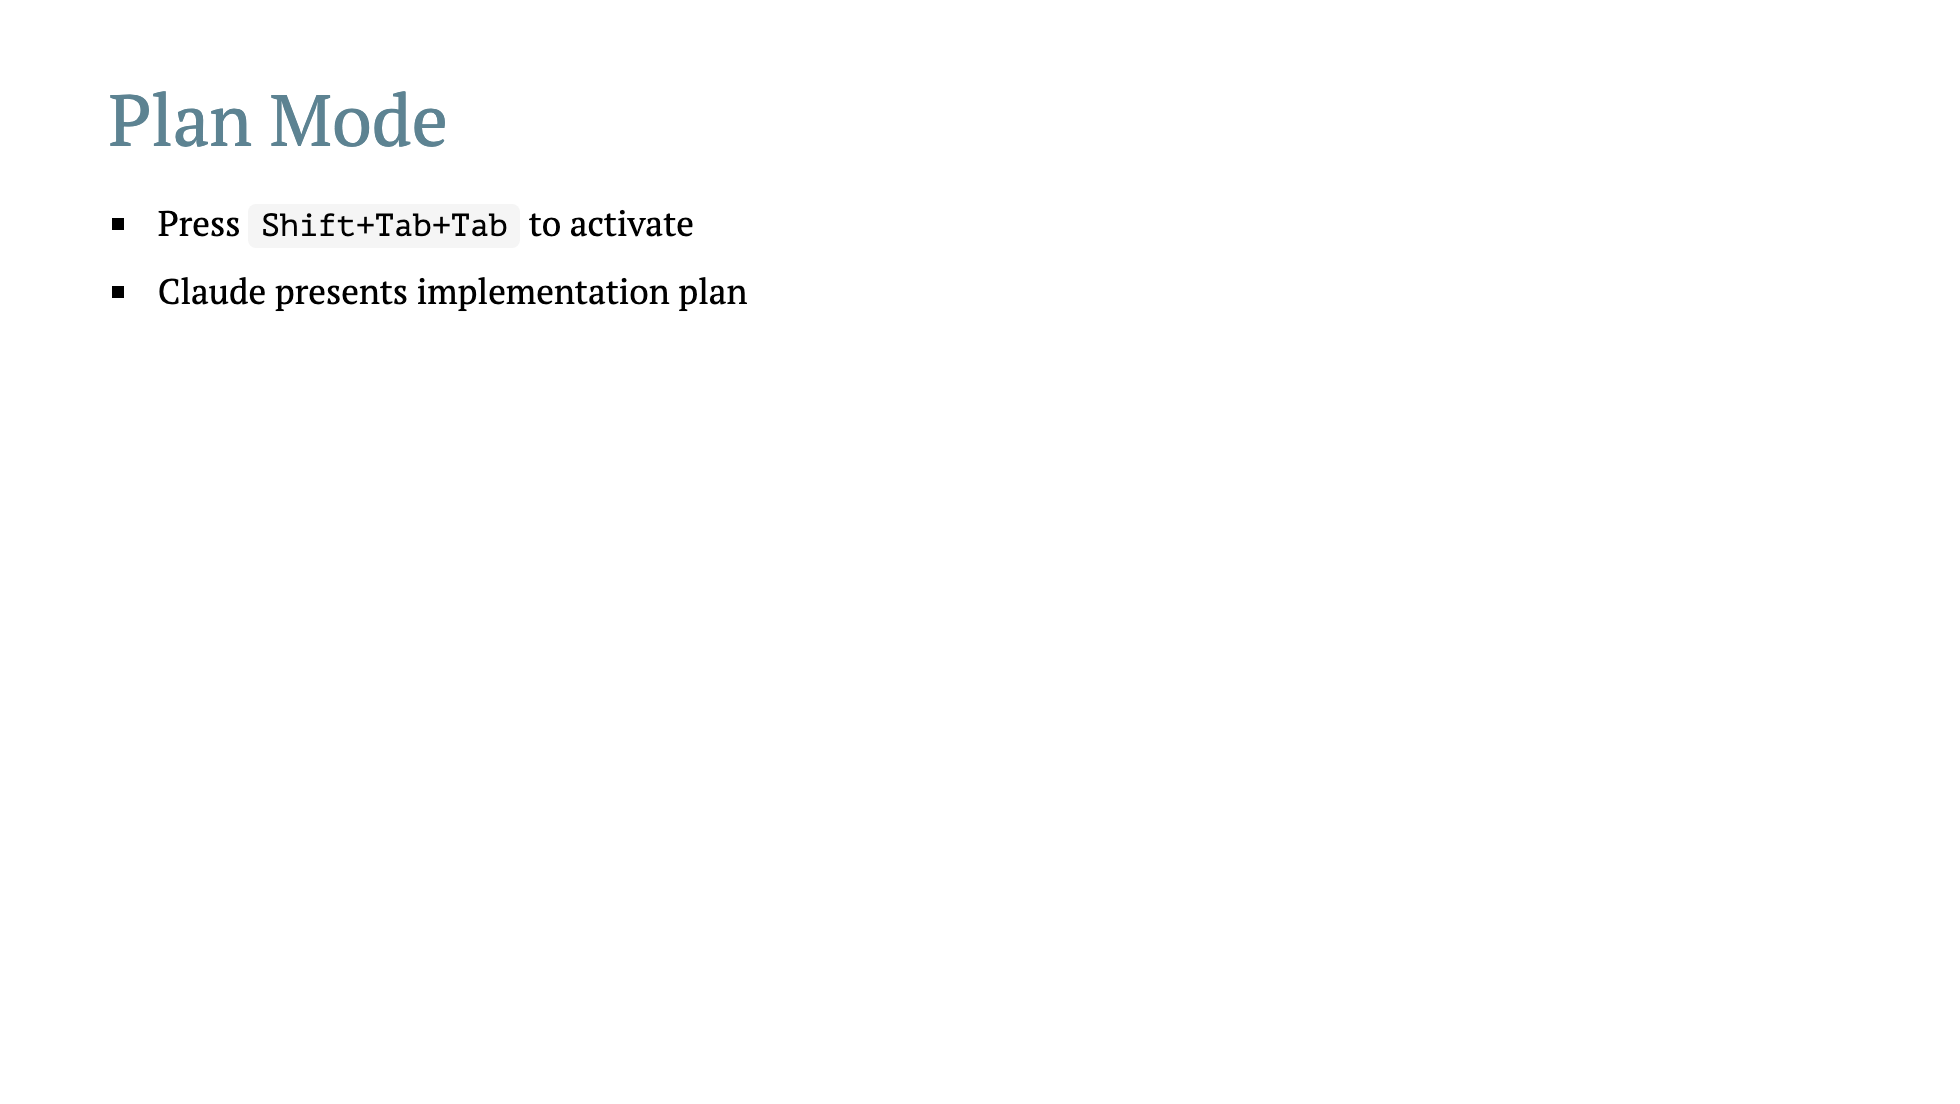 Plan Mode
Press Shift+Tab+Tab to activate
Claude presents implementation plan